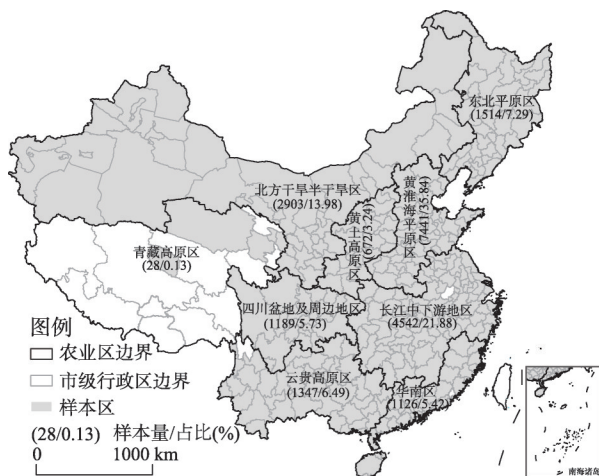 东北平原区
(1514/7.29)
北方干旱半干旱区
(2903/13.98)
黄淮海平原区
(7441/35.84)
黄土高原区
(672/3.24)
青藏高原区
(28/0.13)
四川盆地及周边地区
(1189/5.73)
长江中下游地区
(4542/21.88)
云贵高原区
(1347/6.49)
华南区
(1126/5.42)
图例
农业区边界
市级行政区边界
样本区
(28/0.13) 样本量/占比(%)
0 1000 km
南海诸岛